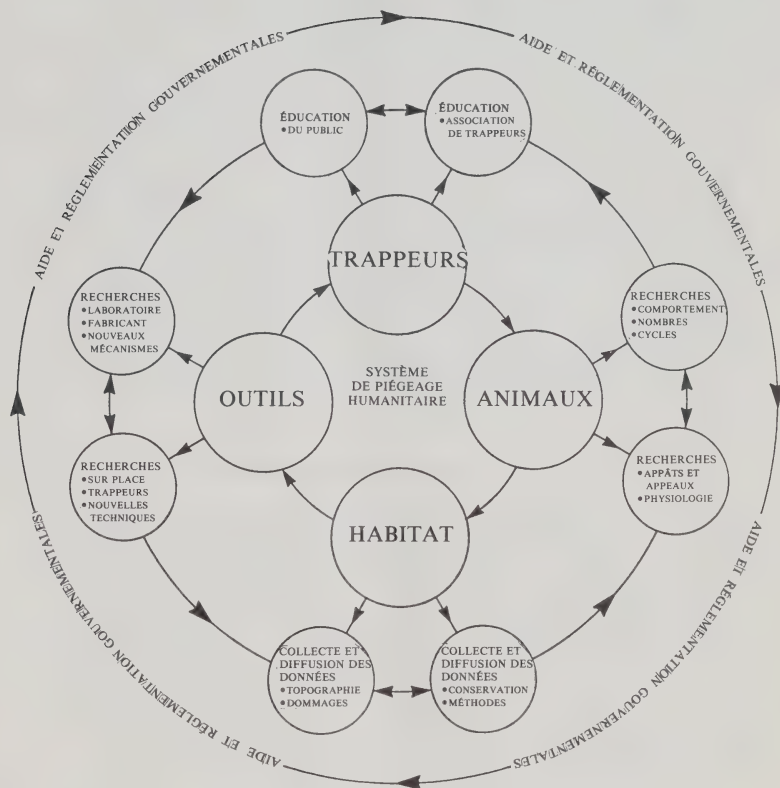 AIDE ET RÉGLEMENTATION GOUVERNEMENTALES
AIDE ET RÉGLEMENTATION GOUVERNEMENTALES
ÉDUCATION
• DU PUBLIC
ÉDUCATION
• ASSOCIATION
DE TRAPPEURS
TRAPPEURS
RECHERCHES
• LABORATOIRE
• FABRICANT
• NOUVEAUX
MÉCANISMES
RECHERCHES
• COMPORTEMENT
• NOMBRES
• CYCLES
OUTILS
SYSTÈME
DE PIÉGEAGE
HUMANITAIRE
ANIMAUX
RECHERCHES
• SUR PLACE
• TRAPPEURS
• NOUVELLES
TECHNIQUES
RECHERCHES
• APPÂTS ET
APPEAUX
• PHYSIOLOGIE
HABITAT
COLLECTE ET
DIFFUSION DES
DONNÉES
• TOPOGRAPHIE
• DOMMAGES
COLLECTE ET
DIFFUSION DES
DONNÉES
• CONSERVATION
• MÉTHODES
AIDE ET RÉGLEMENTATION GOUVERNEMENTALES
AIDE ET RÉGLEMENTATION GOUVERNEMENTALES